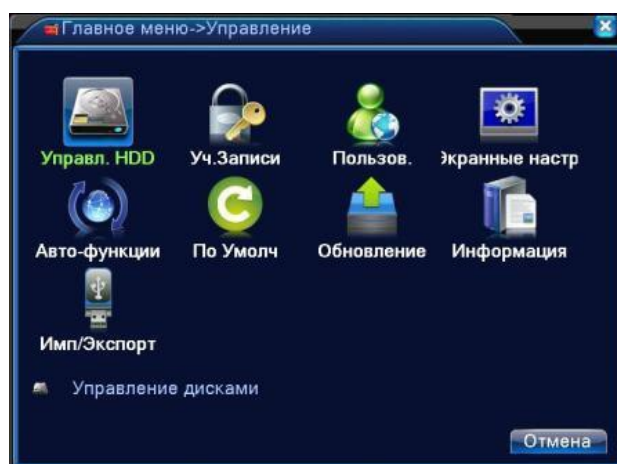 Главное меню->Управление
Управл. HDD Уч.Записи Пользов. Экранные настр
Авто-функции По Умолч Обновление Информация
Имп/Экспорт
Управление дисками
Отмена